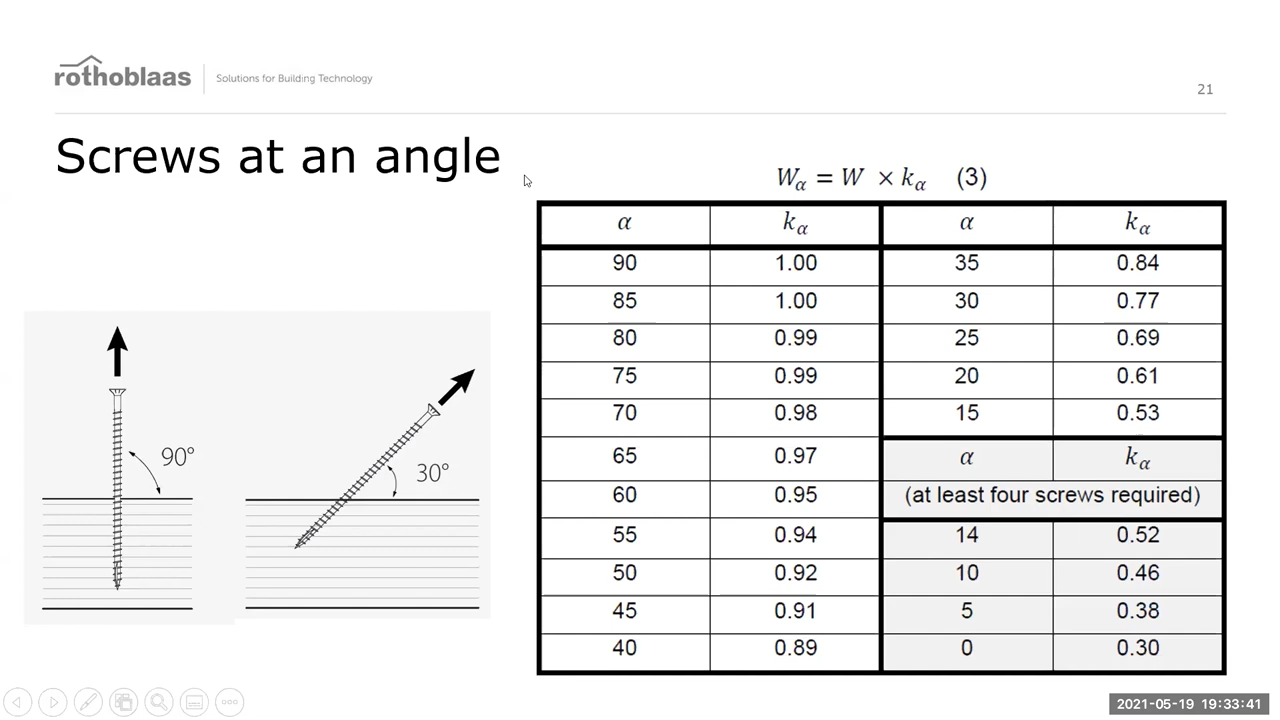 rothoblaas
Solutions for Building Technology
21
Screws at an angle
Wα = W × kα (3)
α kα α kα
90 1.00 35 0.84
85 1.00 30 0.77
80 0.99 25 0.69
75 0.99 20 0.61
70 0.98 15 0.53
65 0.97 α kα
60 0.95 (at least four screws required)
55 0.94 14 0.52
50 0.92 10 0.46
45 0.91 5 0.38
40 0.89 0 0.30
90°
30°
2021-05-19 19:33:41